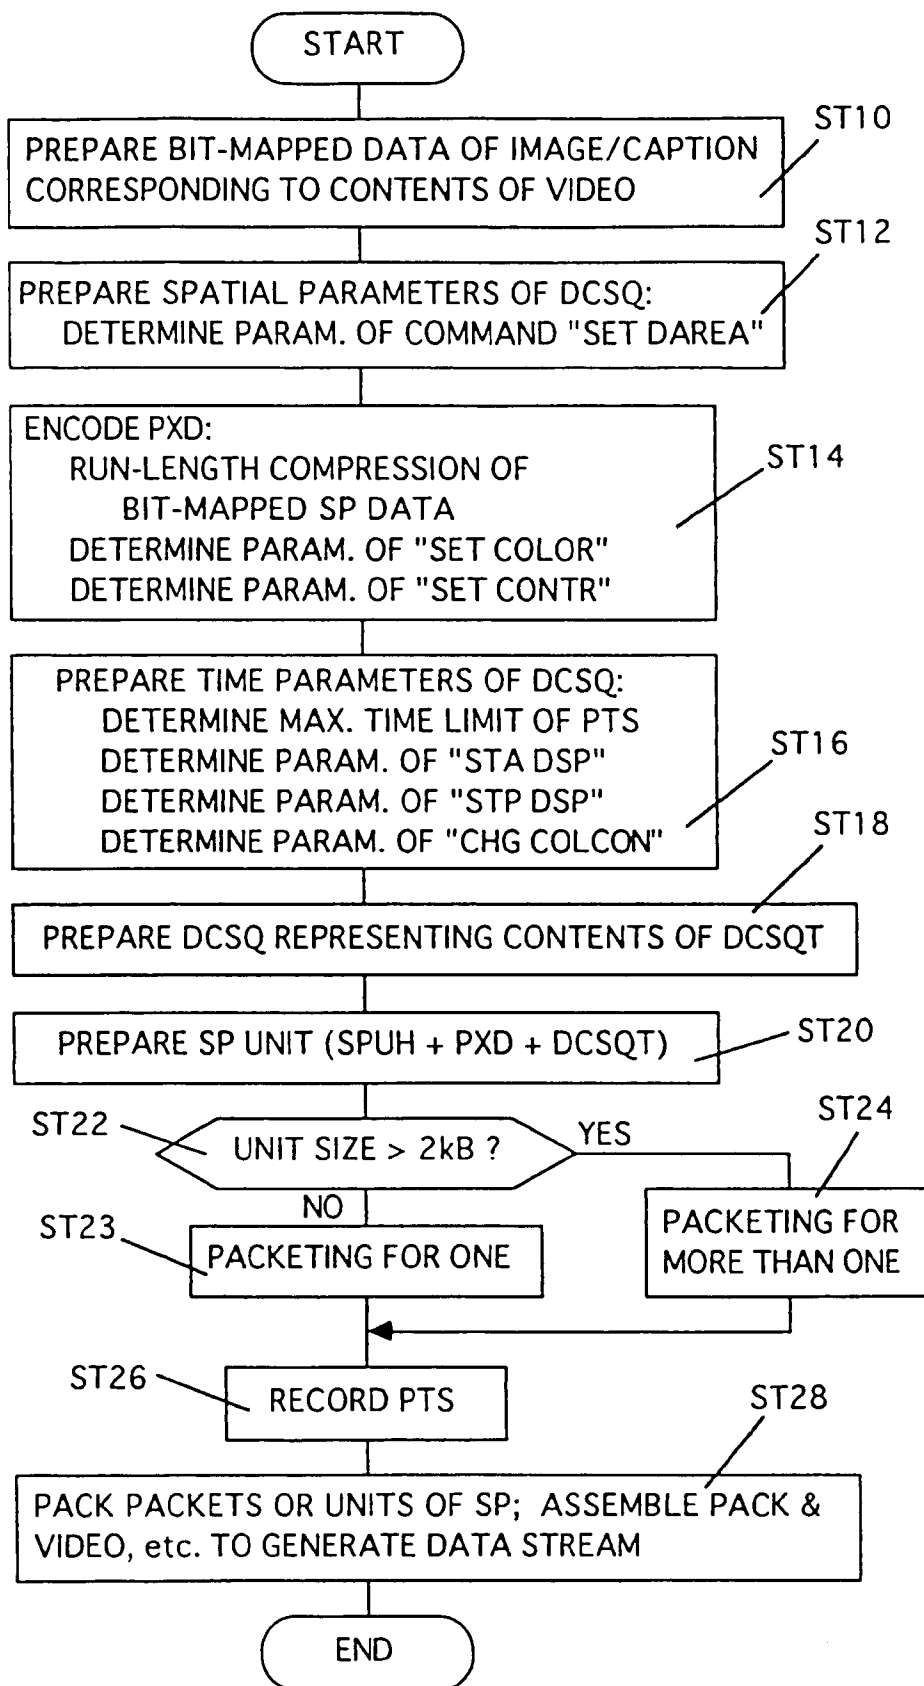 START
ST10
PREPARE BIT-MAPPED DATA OF IMAGE/CAPTION
CORRESPONDING TO CONTENTS OF VIDEO
ST12
PREPARE SPATIAL PARAMETERS OF DCSQ:
DETERMINE PARAM. OF COMMAND "SET DAREA"
ENCODE PXD:
RUN-LENGTH COMPRESSION OF
BIT-MAPPED SP DATA
DETERMINE PARAM. OF "SET COLOR"
DETERMINE PARAM. OF "SET CONTR"
ST14
PREPARE TIME PARAMETERS OF DCSQ:
DETERMINE MAX. TIME LIMIT OF PTS
DETERMINE PARAM. OF "STA DSP"
DETERMINE PARAM. OF "STP DSP"
DETERMINE PARAM. OF "CHG COLCON"
ST16
ST18
PREPARE DCSQ REPRESENTING CONTENTS OF DCSQT
PREPARE SP UNIT (SPUH + PXD + DCSQT)
ST20
ST22
UNIT SIZE > 2kB ?
YES
ST24
NO
ST23
PACKETING FOR ONE
PACKETING FOR
MORE THAN ONE
ST26
RECORD PTS
ST28
PACK PACKETS OR UNITS OF SP; ASSEMBLE PACK &
VIDEO, etc. TO GENERATE DATA STREAM
END